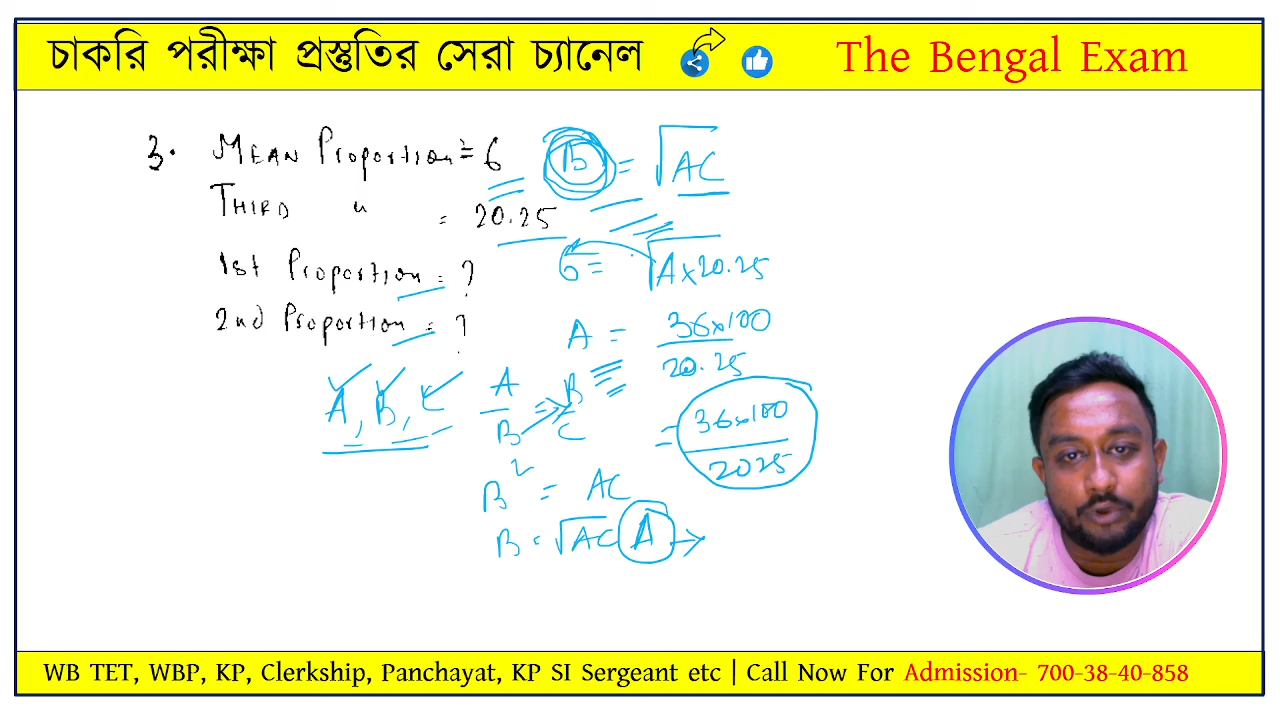 চাকরি পরীক্ষা প্রস্তুতির সেরা চ্যানেল The Bengal Exam
3. MEAN Proportion = 6
THIRD " = 20.25
1st Proportion = ?
2nd Proportion = ?
B = √AC
6 = √A×20.25
A = 36×100 / 20.25
= 36×100 / 2025
A, B, C
A/B = B/C
B² = AC
B = √AC A →
WB TET, WBP, KP, Clerkship, Panchayat, KP SI Sergeant etc | Call Now For Admission- 700-38-40-858